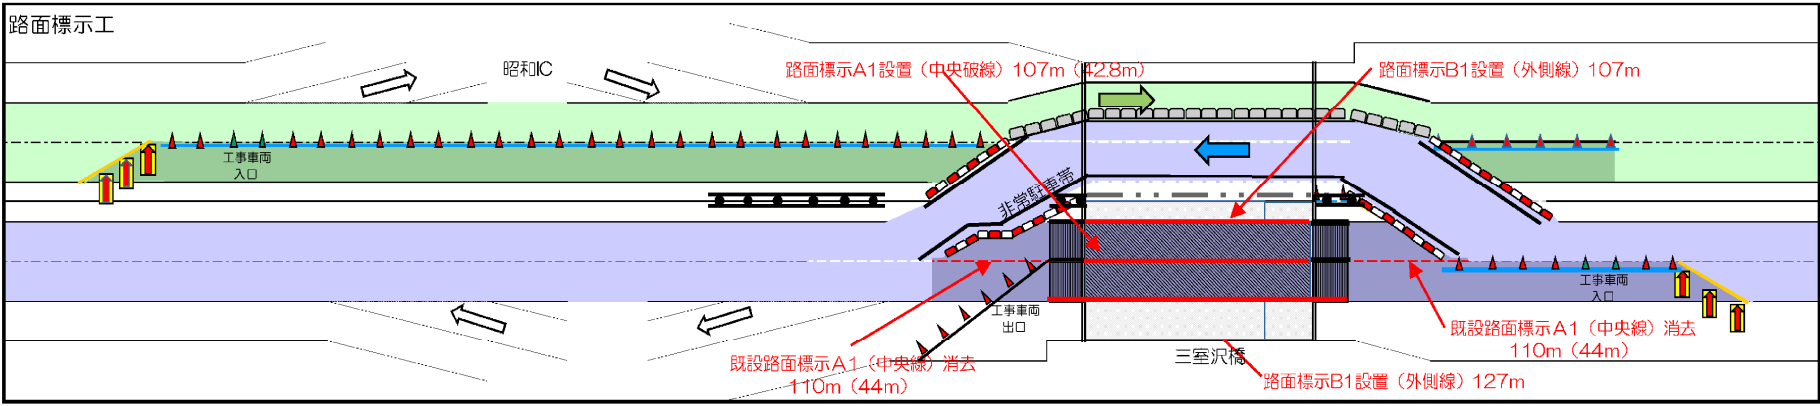 路面標示工
昭和IC
路面標示A1設置（中央破線）107m（42.8m）
路面標示B1設置（外側線）107m
工事車両
入口
非常駐車帯
工事車両
入口
工事車両
出口
既設路面標示A1（中央線）消去
110m（44m）
三室沢橋
既設路面標示A1（中央線）消去
110m（44m）
路面標示B1設置（外側線）127m